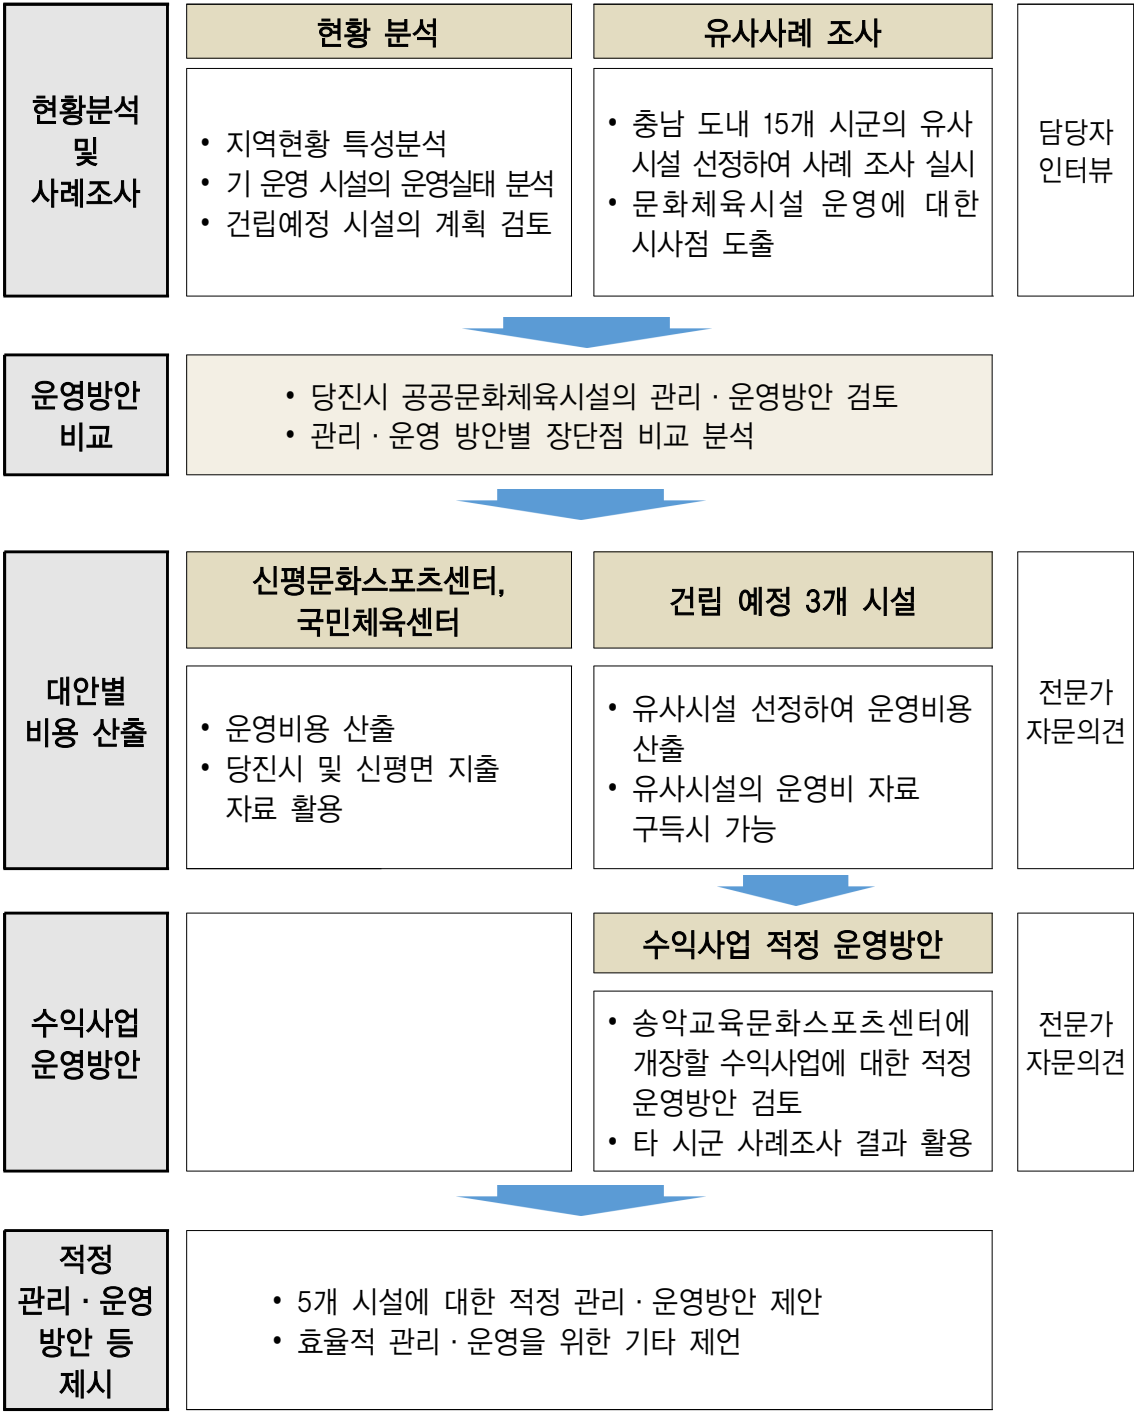 현황분석
및
사례조사
현황 분석
• 지역현황 특성분석
• 기 운영 시설의 운영실태 분석
• 건립예정 시설의 계획 검토
유사사례 조사
• 충남 도내 15개 시군의 유사
시설 선정하여 사례 조사 실시
• 문화체육시설 운영에 대한
시사점 도출
담당자
인터뷰
운영방안
비교
• 당진시 공공문화체육시설의 관리·운영방안 검토
• 관리·운영 방안별 장단점 비교 분석
대안별
비용 산출
신평문화스포츠센터,
국민체육센터
• 운영비용 산출
• 당진시 및 신평면 지출
자료 활용
건립 예정 3개 시설
• 유사시설 선정하여 운영비용
산출
• 유사시설의 운영비 자료
구득시 가능
전문가
자문의견
수익사업
운영방안
수익사업 적정 운영방안
• 송악교육문화스포츠센터에
개장할 수익사업에 대한 적정
운영방안 검토
• 타 시군 사례조사 결과 활용
전문가
자문의견
적정
관리·운영
방안 등
제시
• 5개 시설에 대한 적정 관리·운영방안 제안
• 효율적 관리·운영을 위한 기타 제언